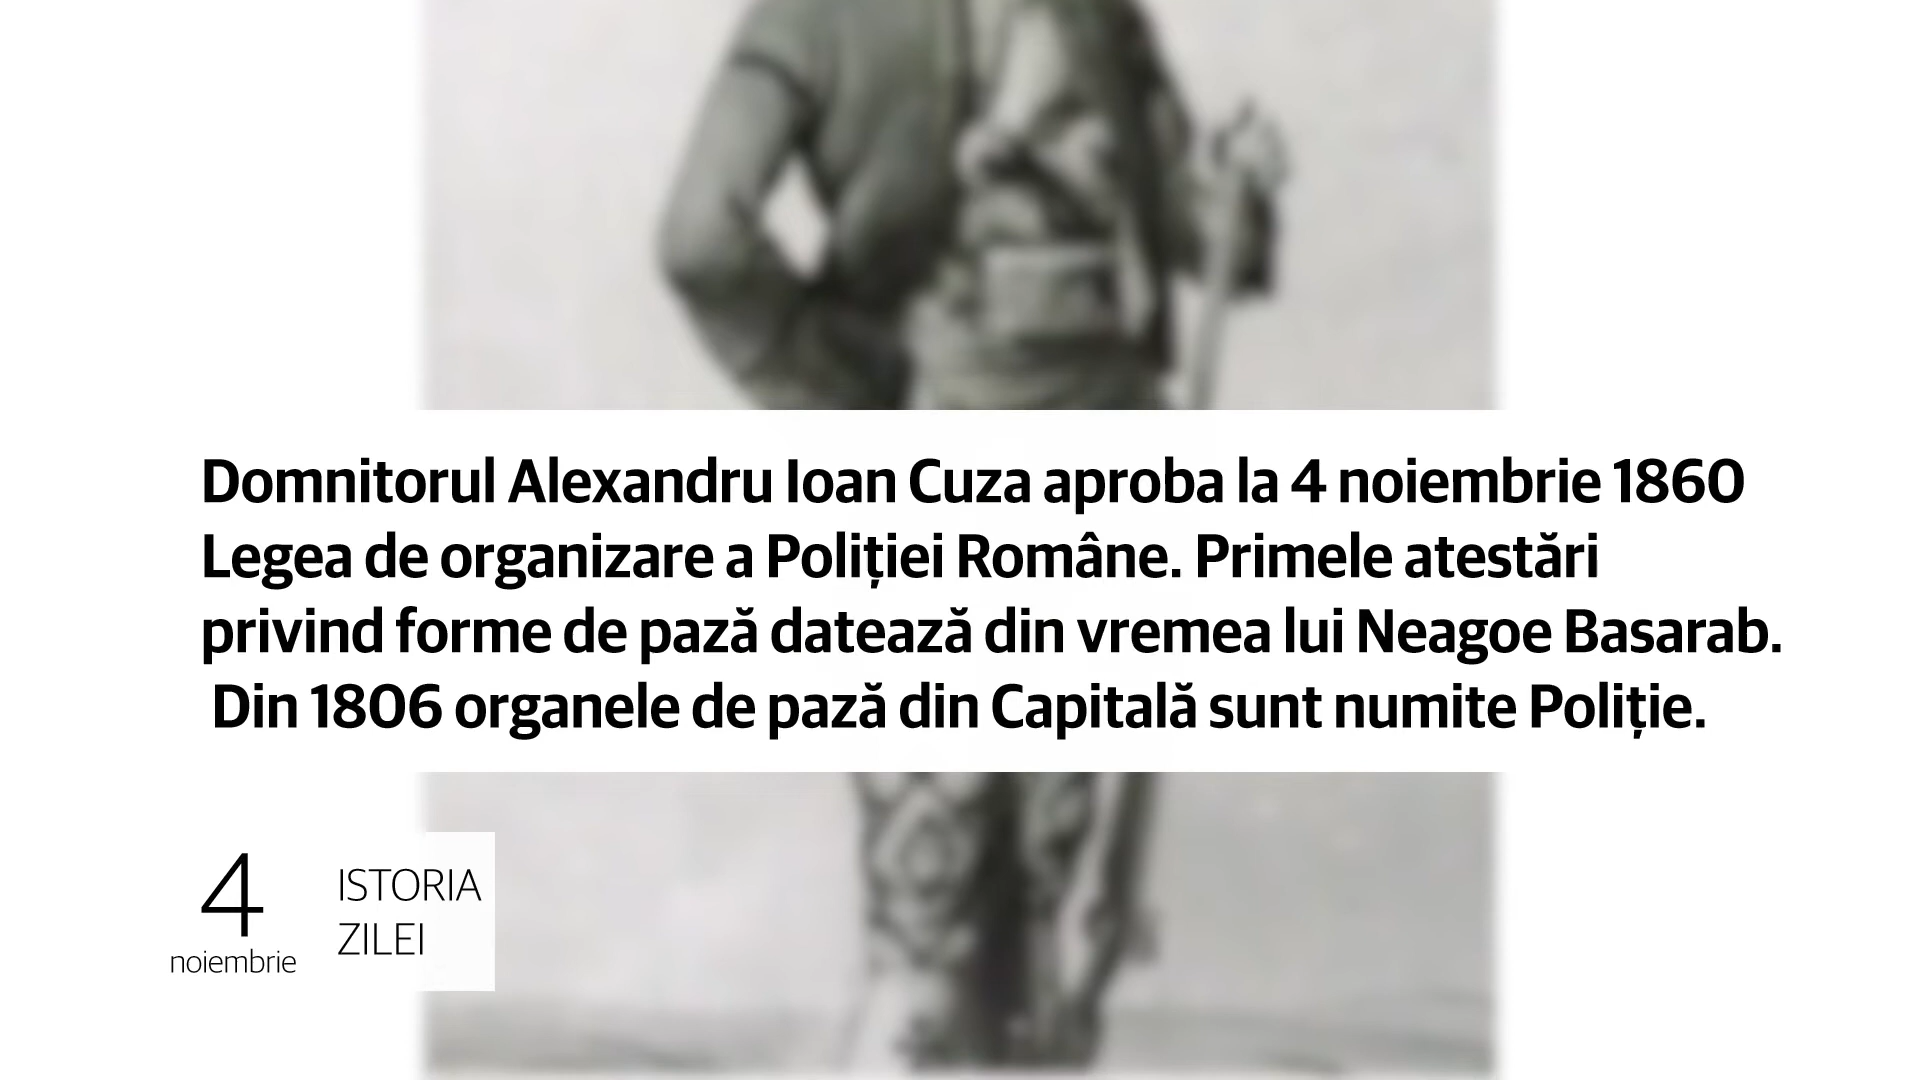 Domnitorul Alexandru Ioan Cuza aproba la 4 noiembrie 1860
Legea de organizare a Poliției Române. Primele atestări
privind forme de pază datează din vremea lui Neagoe Basarab.
Din 1806 organele de pază din Capitală sunt numite Poliție.
4
noiembrie
ISTORIA
ZILEI